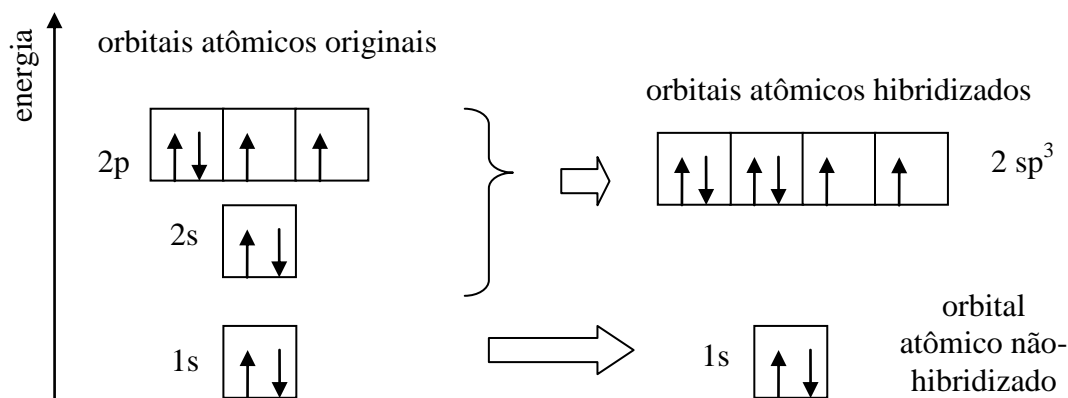 energia
orbitais atômicos originais
orbitais atômicos hibridizados
2p
2 sp³
2s
1s
1s
orbital
atômico não-
hibridizado